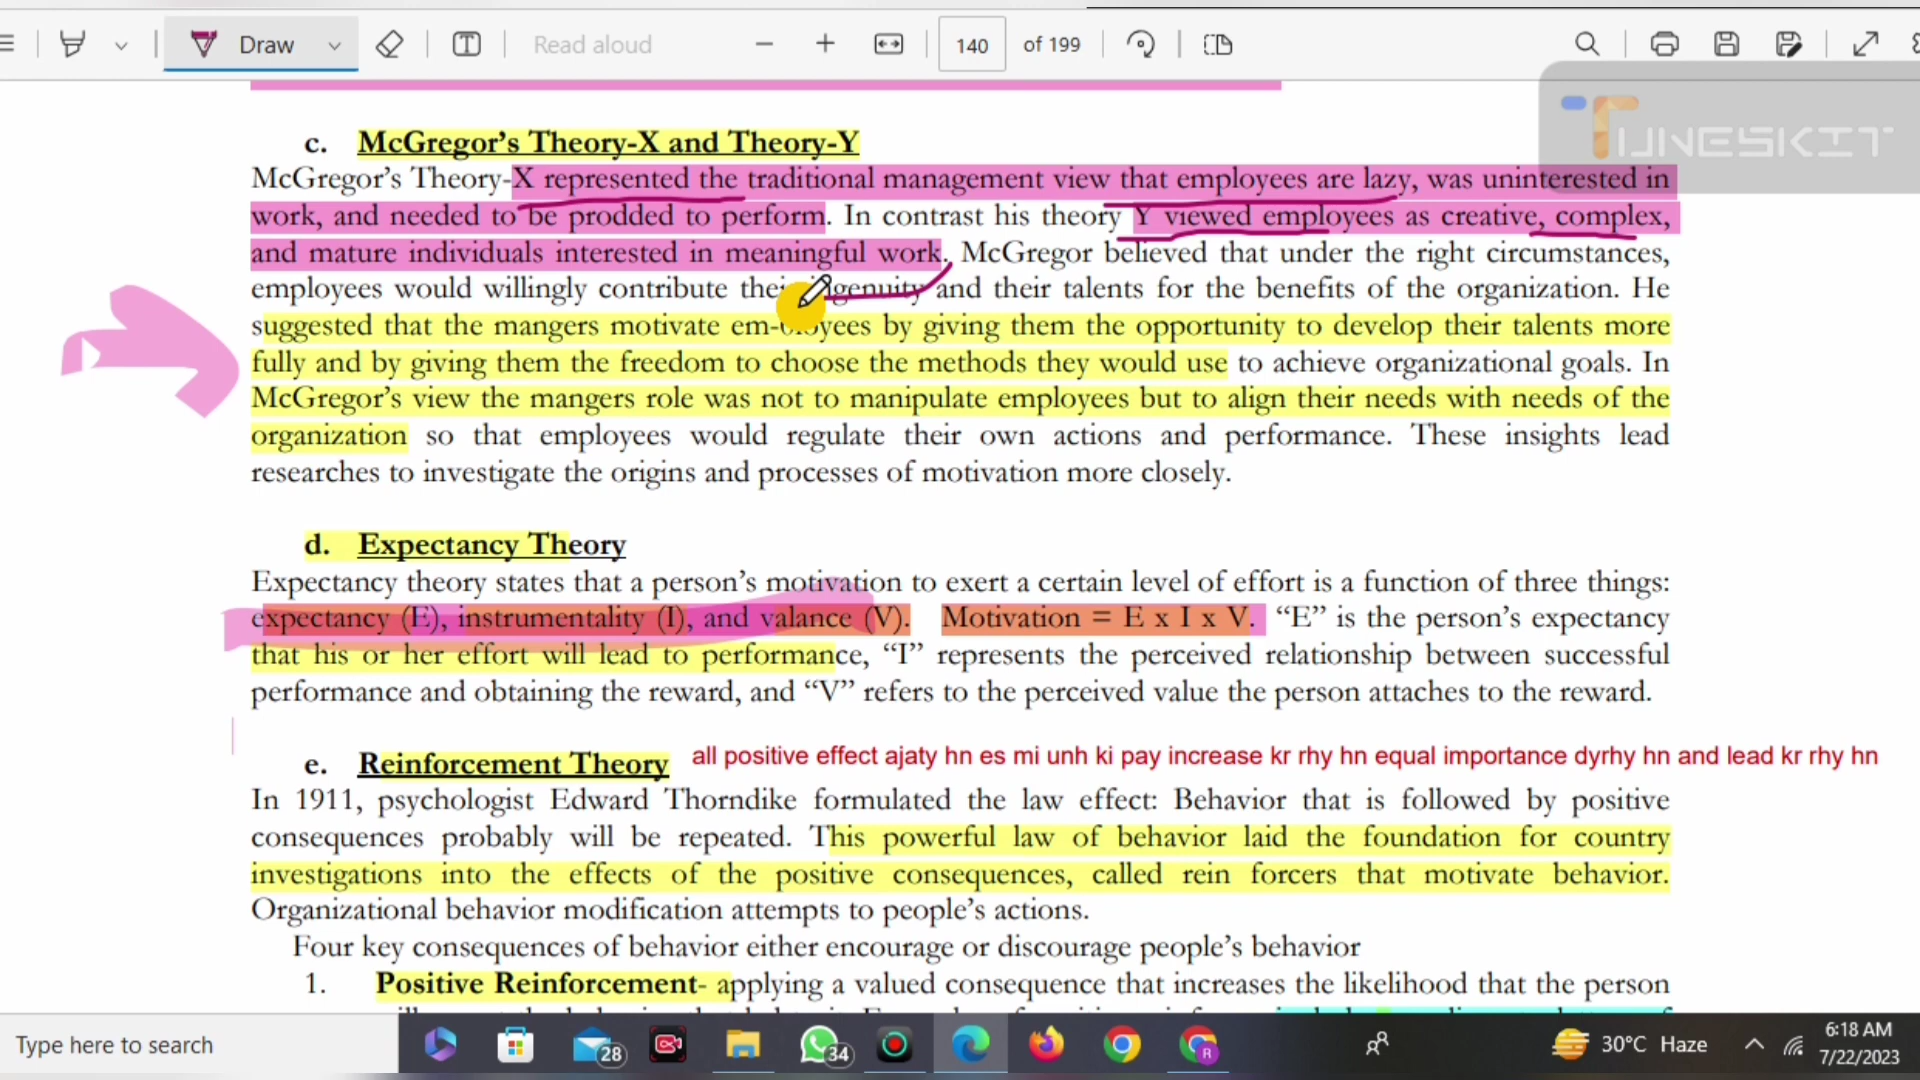 Draw
Read aloud
140 of 199
TUNESKIT
c. McGregor's Theory-X and Theory-Y
McGregor's Theory-X represented the traditional management view that employees are lazy, was uninterested in
work, and needed to be prodded to perform. In contrast his theory Y viewed employees as creative, complex,
and mature individuals interested in meaningful work. McGregor believed that under the right circumstances,
employees would willingly contribute their ingenuity and their talents for the benefits of the organization. He
suggested that the mangers motivate em-ployees by giving them the opportunity to develop their talents more
fully and by giving them the freedom to choose the methods they would use to achieve organizational goals. In
McGregor's view the mangers role was not to manipulate employees but to align their needs with needs of the
organization so that employees would regulate their own actions and performance. These insights lead
researches to investigate the origins and processes of motivation more closely.
d. Expectancy Theory
Expectancy theory states that a person's motivation to exert a certain level of effort is a function of three things:
expectancy (E), instrumentality (I), and valance (V). Motivation = E x I x V. “E” is the person's expectancy
that his or her effort will lead to performance, “I” represents the perceived relationship between successful
performance and obtaining the reward, and “V” refers to the perceived value the person attaches to the reward.
e. Reinforcement Theory all positive effect ajaty hn es mi unh ki pay increase kr rhy hn equal importance dyrhy hn and lead kr rhy hn
In 1911, psychologist Edward Thorndike formulated the law effect: Behavior that is followed by positive
consequences probably will be repeated. This powerful law of behavior laid the foundation for country
investigations into the effects of the positive consequences, called rein forcers that motivate behavior.
Organizational behavior modification attempts to people's actions.
Four key consequences of behavior either encourage or discourage people's behavior
1. Positive Reinforcement- applying a valued consequence that increases the likelihood that the person
Type here to search
28
34
R
30°C Haze
6:18 AM
7/22/2023